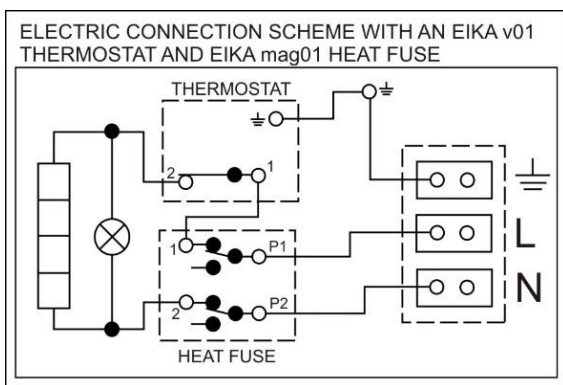 ELECTRIC CONNECTION SCHEME WITH AN EIKA v01
THERMOSTAT AND EIKA mag01 HEAT FUSE
THERMOSTAT
2
1
1
P1
L
2
P2
N
HEAT FUSE